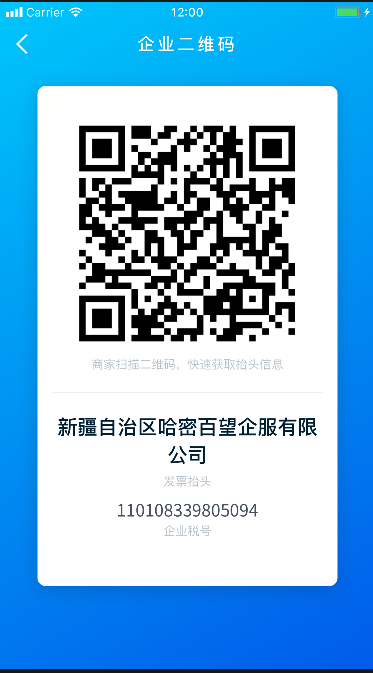 Carrier 12:00
企业二维码
商家扫描二维码，快速获取抬头信息
新疆自治区哈密百望企服有限
公司
发票抬头
110108339805094
企业税号